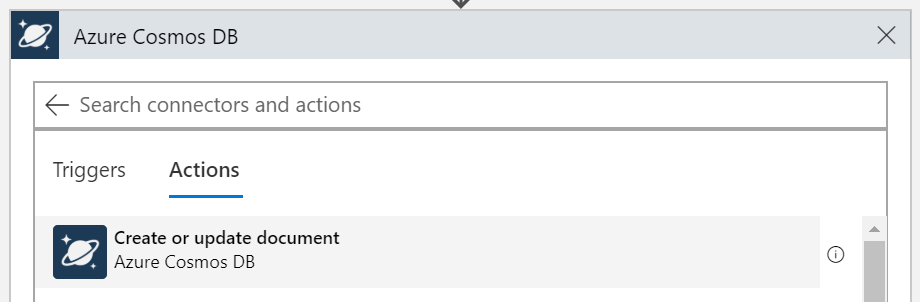 Azure Cosmos DB
Search connectors and actions
Triggers Actions
Create or update document
Azure Cosmos DB